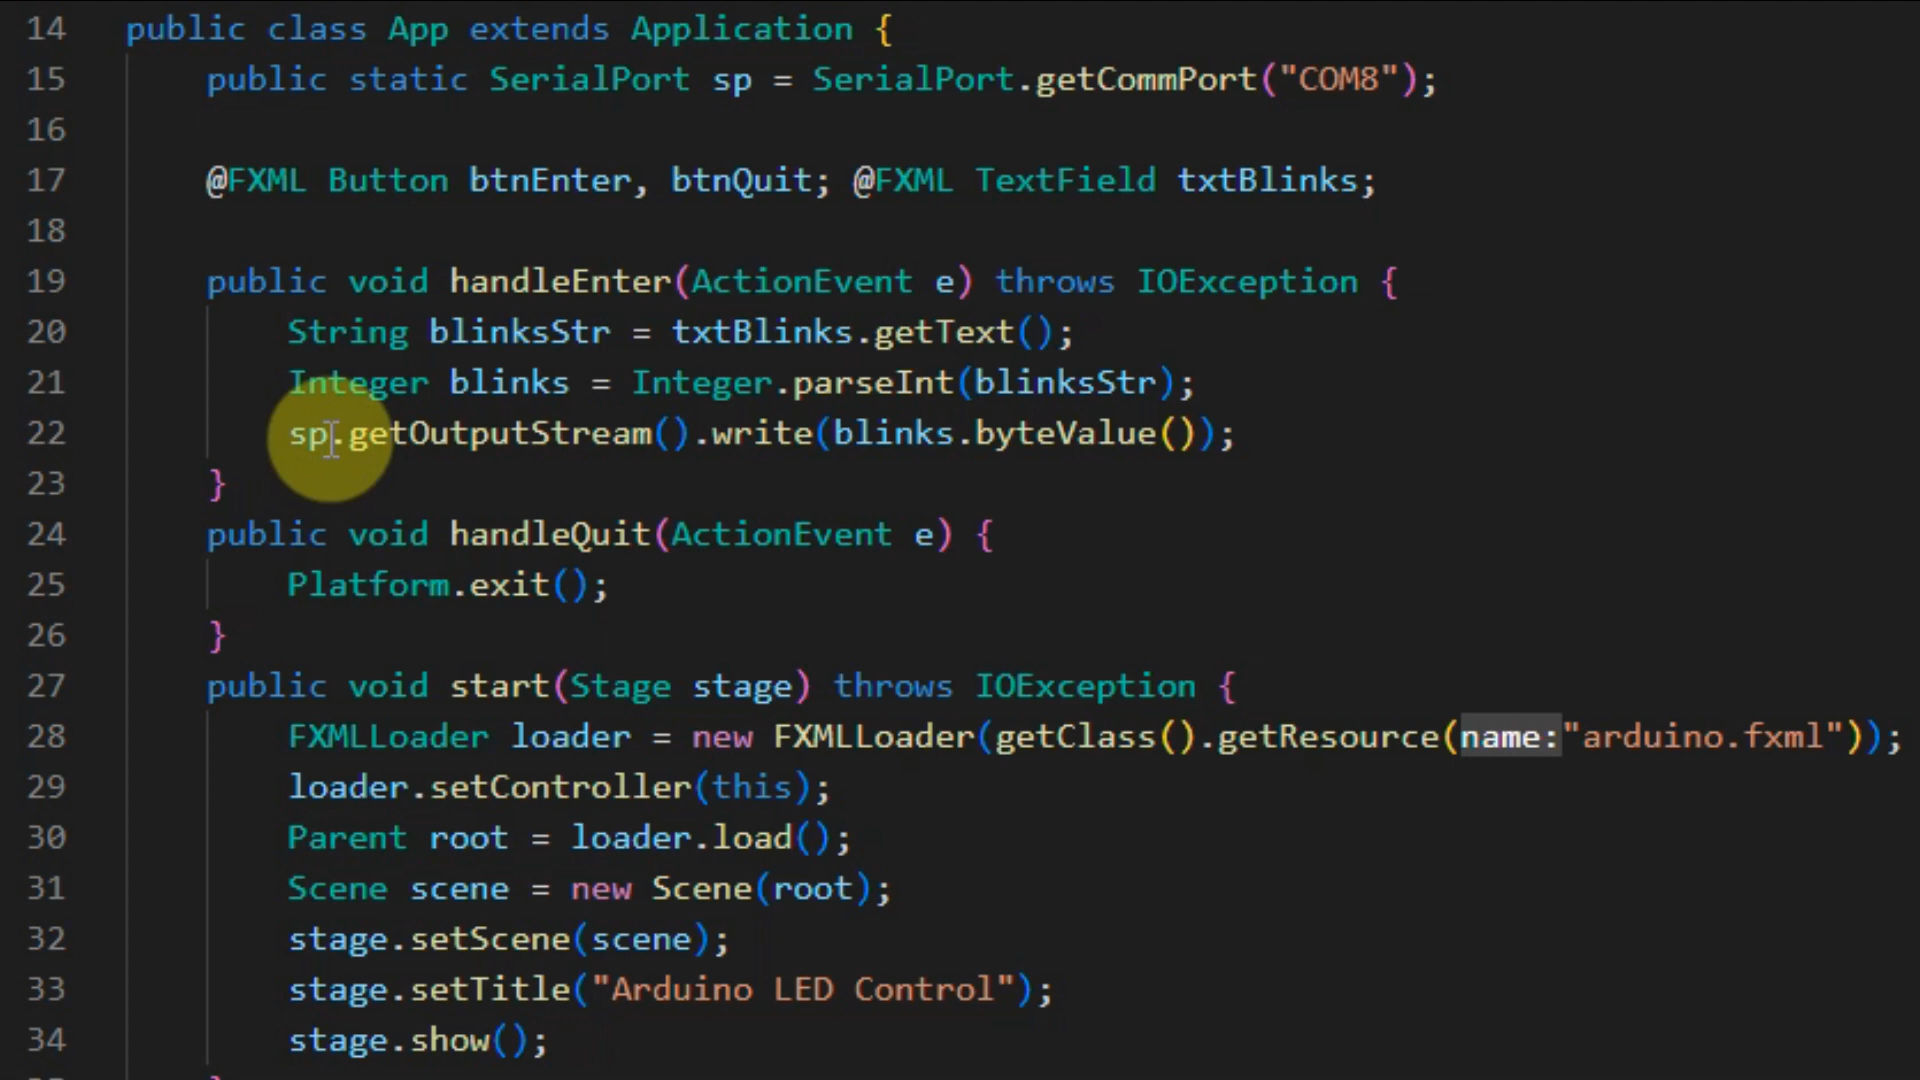 14 public class App extends Application {
15 public static SerialPort sp = SerialPort.getCommPort("COM8");
16
17 @FXML Button btnEnter, btnQuit; @FXML TextField txtBlinks;
18
19 public void handleEnter(ActionEvent e) throws IOException {
20 String blinksStr = txtBlinks.getText();
21 Integer blinks = Integer.parseInt(blinksStr);
22 sp.getOutputStream().write(blinks.byteValue());
23 }
24 public void handleQuit(ActionEvent e) {
25 Platform.exit();
26 }
27 public void start(Stage stage) throws IOException {
28 FXMLLoader loader = new FXMLLoader(getClass().getResource(name:"arduino.fxml"));
29 loader.setController(this);
30 Parent root = loader.load();
31 Scene scene = new Scene(root);
32 stage.setScene(scene);
33 stage.setTitle("Arduino LED Control");
34 stage.show();